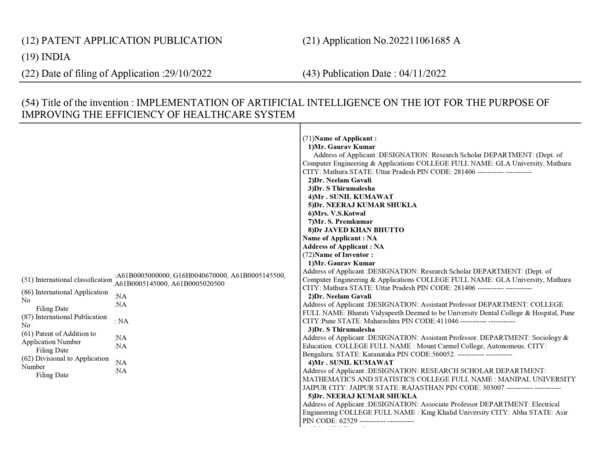 (12) PATENT APPLICATION PUBLICATION
(21) Application No.202211061685 A
(19) INDIA
(22) Date of filing of Application :29/10/2022
(43) Publication Date : 04/11/2022
(54) Title of the invention : IMPLEMENTATION OF ARTIFICIAL INTELLIGENCE ON THE IOT FOR THE PURPOSE OF
IMPROVING THE EFFICIENCY OF HEALTHCARE SYSTEM
(51) International classification :A61B0005000000, G16H0040670000, A61B0005145500,
A61B0005145000, A61B0005020500
(86) International Application
No :NA
Filing Date :NA
(87) International Publication
No : NA
(61) Patent of Addition to
Application Number :NA
Filing Date :NA
(62) Divisional to Application
Number :NA
Filing Date :NA
(71)Name of Applicant :
1)Mr. Gaurav Kumar
Address of Applicant :DESIGNATION: Research Scholar DEPARTMENT: (Dept. of
Computer Engineering & Applications COLLEGE FULL NAME: GLA University, Mathura
CITY: Mathura STATE: Uttar Pradesh PIN CODE: 281406 ----------- -----------
2)Dr. Neelam Gavali
3)Dr. S Thirumalesha
4)Mr . SUNIL KUMAWAT
5)Dr. NEERAJ KUMAR SHUKLA
6)Mrs. V.S.Kotwal
7)Mr. S. Premkumar
8)Dr JAVED KHAN BHUTTO
Name of Applicant : NA
Address of Applicant : NA
(72)Name of Inventor :
1)Mr. Gaurav Kumar
Address of Applicant :DESIGNATION: Research Scholar DEPARTMENT: (Dept. of
Computer Engineering & Applications COLLEGE FULL NAME: GLA University, Mathura
CITY: Mathura STATE: Uttar Pradesh PIN CODE: 281406 ----------- -----------
2)Dr. Neelam Gavali
Address of Applicant :DESIGNATION: Assistant Professor DEPARTMENT: COLLEGE
FULL NAME: Bharati Vidyapeeth Deemed to be University Dental College & Hospital, Pune
CITY :Pune STATE: Maharashtra PIN CODE:411046 ----------- -----------
3)Dr. S Thirumalesha
Address of Applicant :DESIGNATION: Assistant Professor. DEPARTMENT: Sociology &
Education. COLLEGE FULL NAME : Mount Carmel College, Autonomous. CITY:
Bengaluru. STATE: Karanataka PIN CODE:560052. ----------- -----------
4)Mr . SUNIL KUMAWAT
Address of Applicant :DESIGNATION: RESEARCH SCHOLAR DEPARTMENT:
MATHEMATICS AND STATISTICS COLLEGE FULL NAME : MANIPAL UNIVERSITY
JAIPUR CITY: JAIPUR STATE: RAJASTHAN PIN CODE: 303007 ----------- -----------
5)Dr. NEERAJ KUMAR SHUKLA
Address of Applicant :DESIGNATION: Associate Professor DEPARTMENT: Electrical
Engineering COLLEGE FULL NAME : King Khalid University CITY: Abha STATE: Asir
PIN CODE: 62529 ----------- -----------